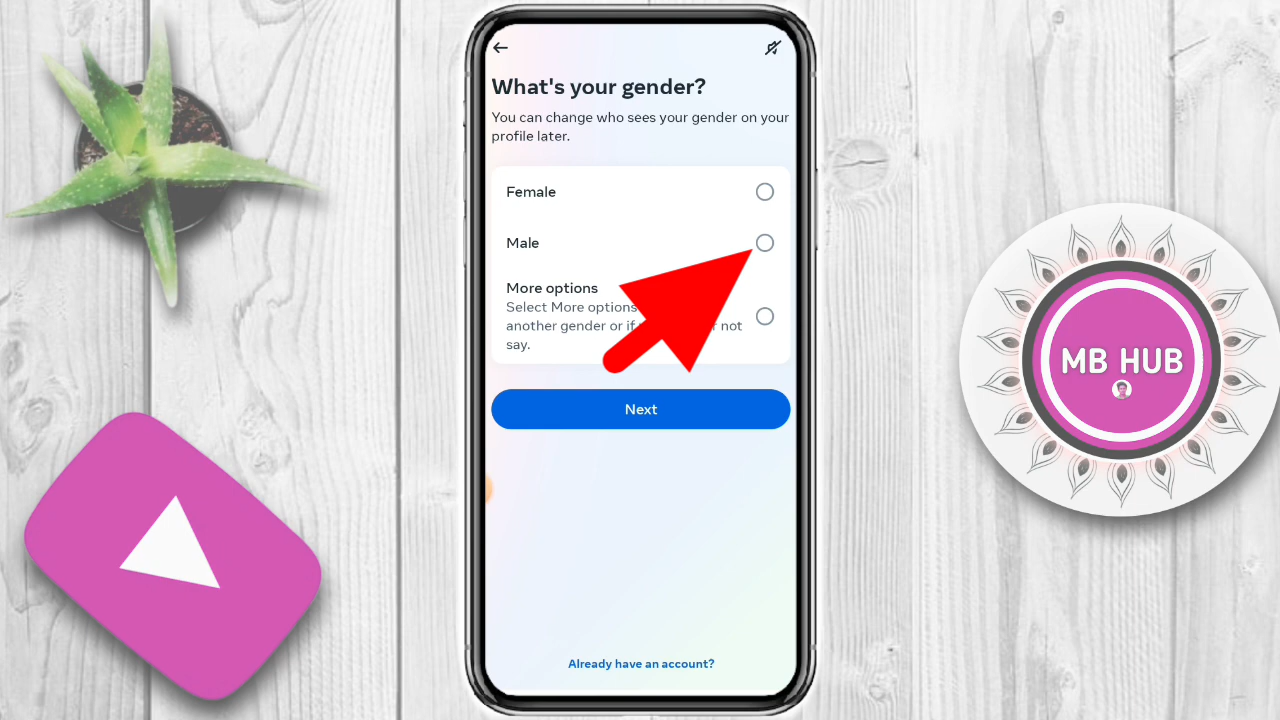 What's your gender?
You can change who sees your gender on your
profile later.
Female
Male
More options
Select More options
another gender or if not
say.
Next
Already have an account?
MB HUB